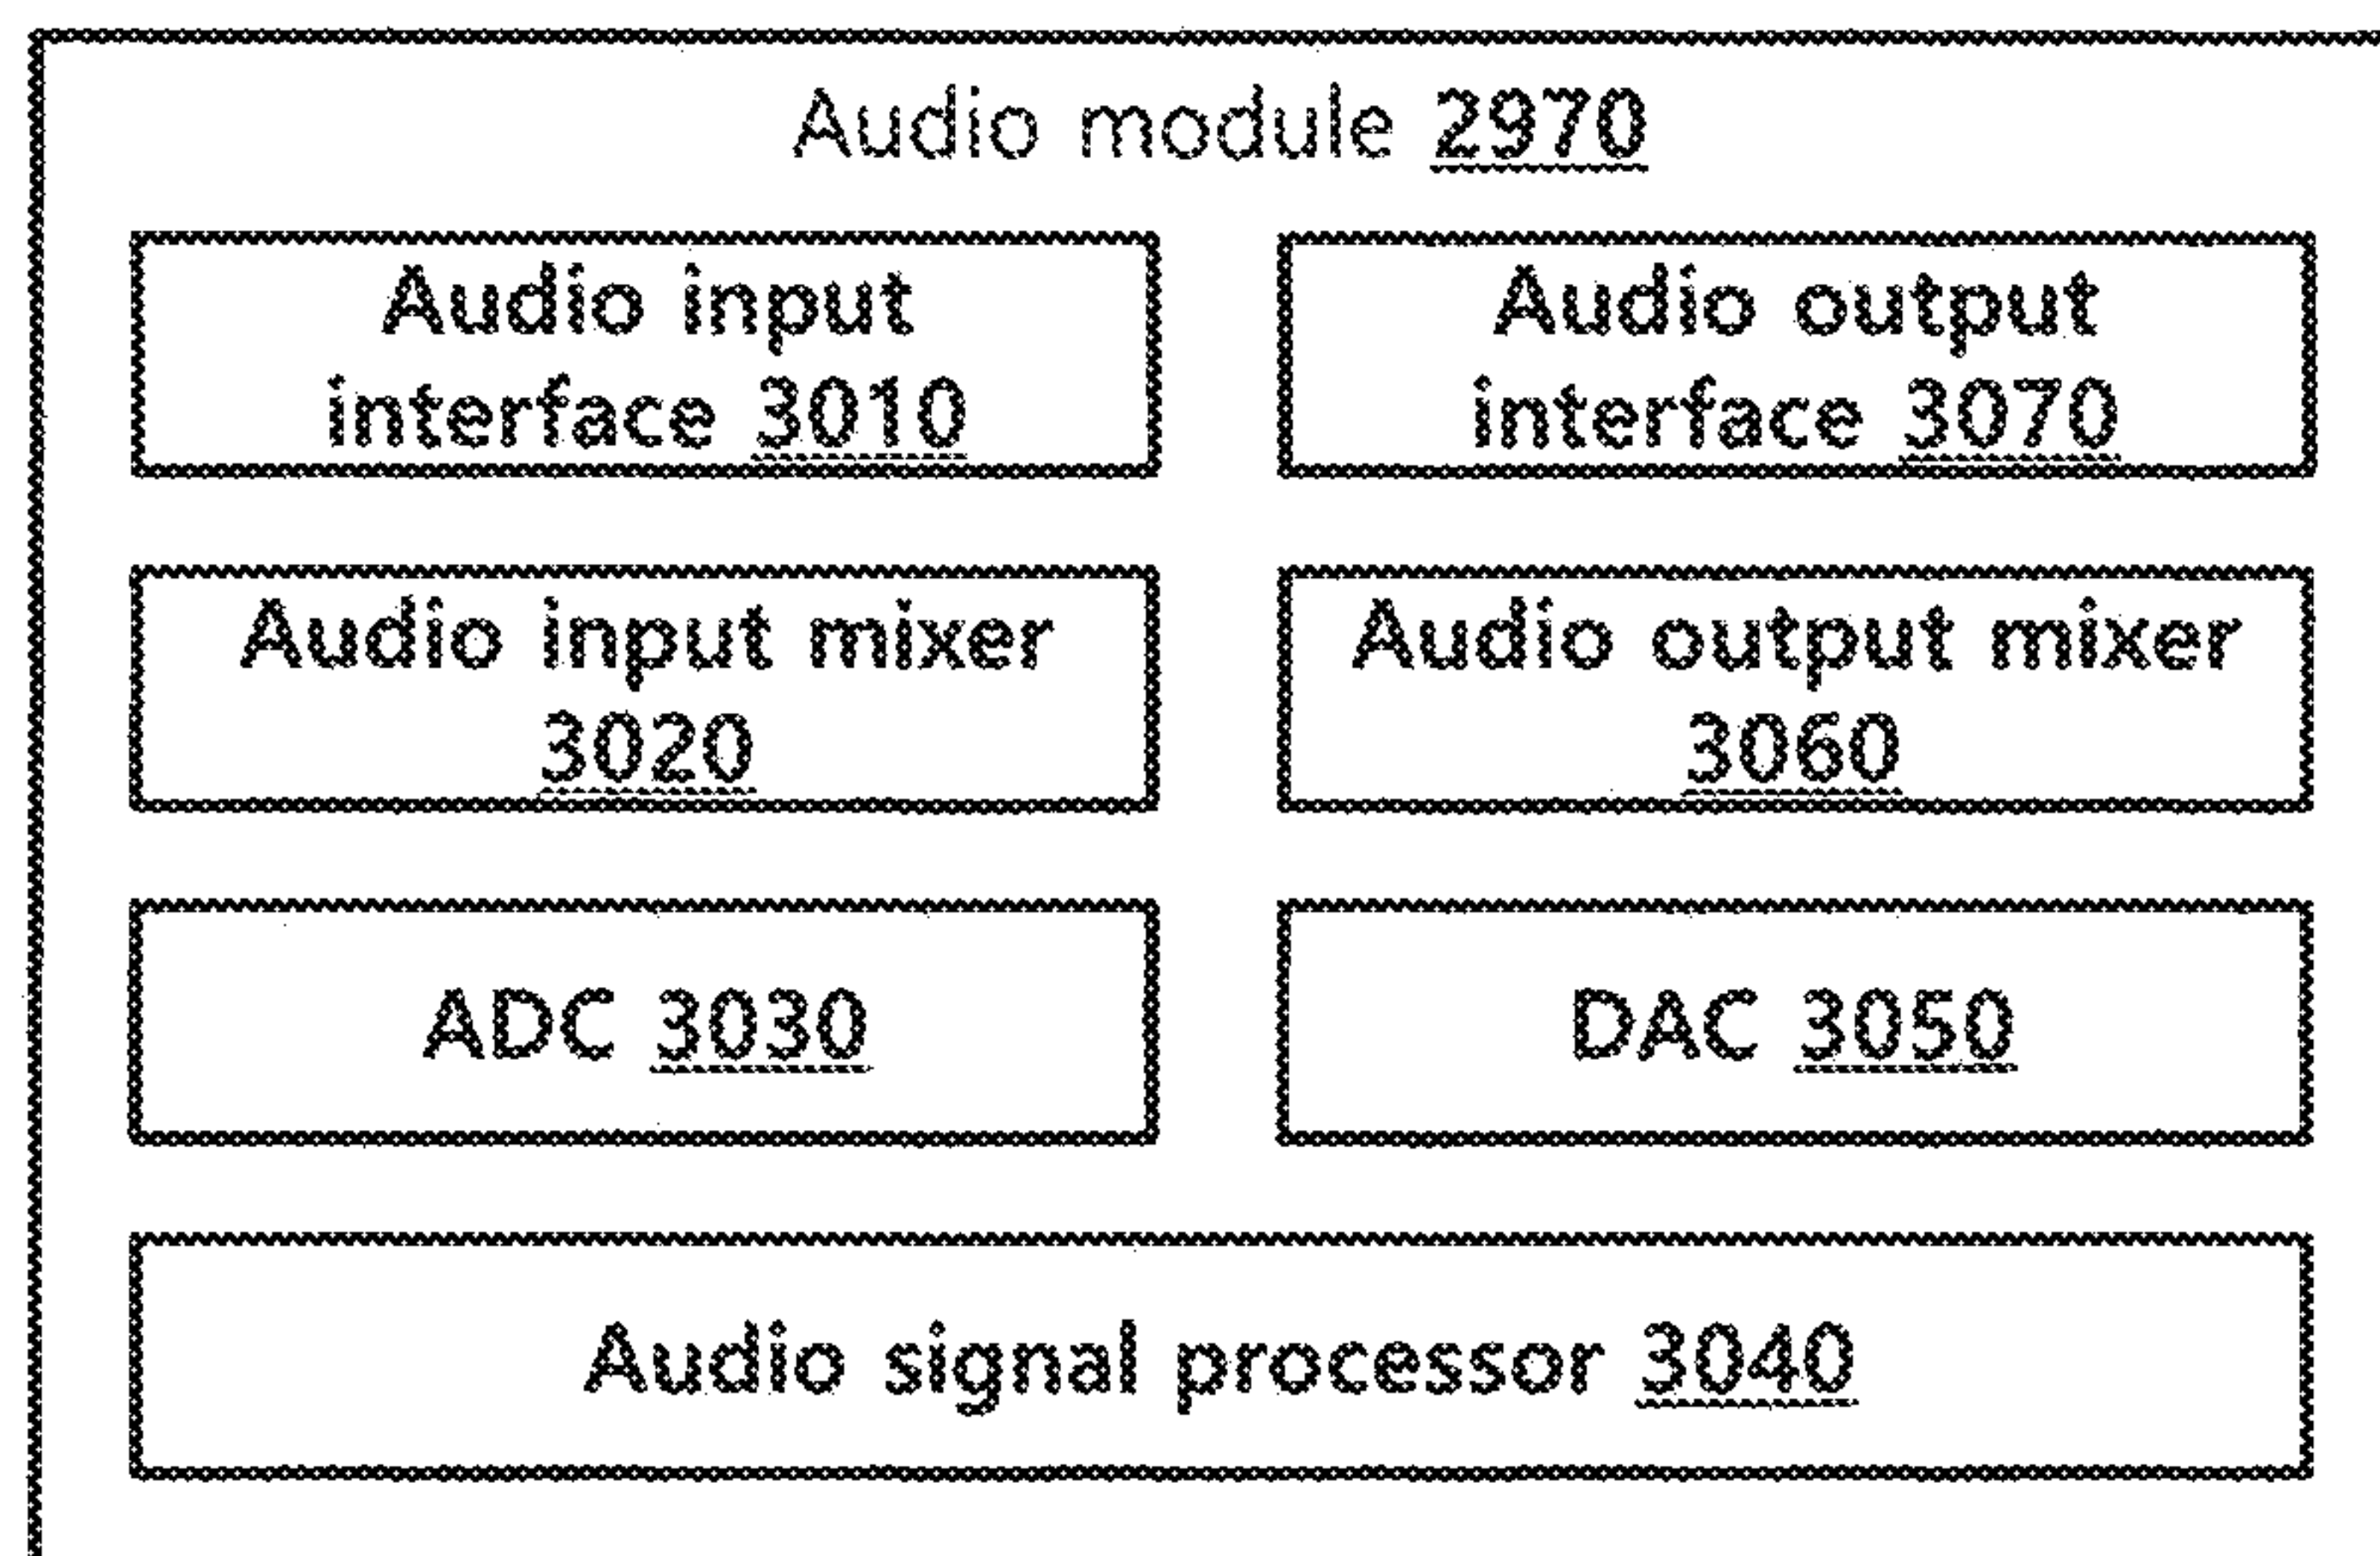 Audio module 2970
Audio input
interface 3010
Audio output
interface 3070
Audio input mixer
3020
Audio output mixer
3060
ADC 3030
DAC 3050
Audio signal processor 3040